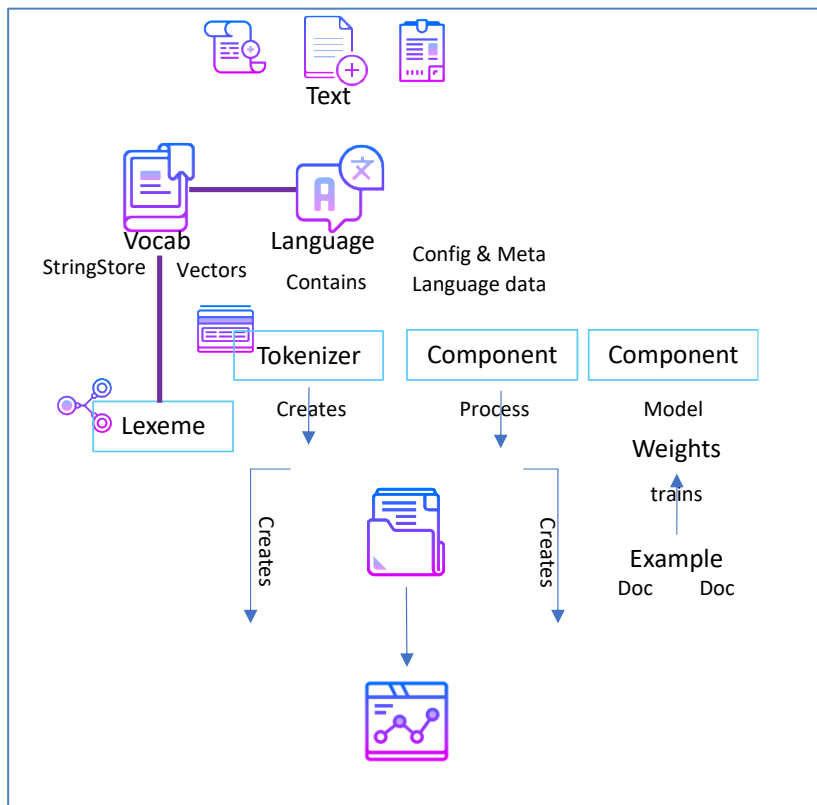 Text
Vocab
Language
StringStore
Vectors
Contains
Config & Meta
Language data
Tokenizer
Component
Component
Creates
Process
Model
Lexeme
Weights
trains
Creates
Creates
Example
Doc
Doc